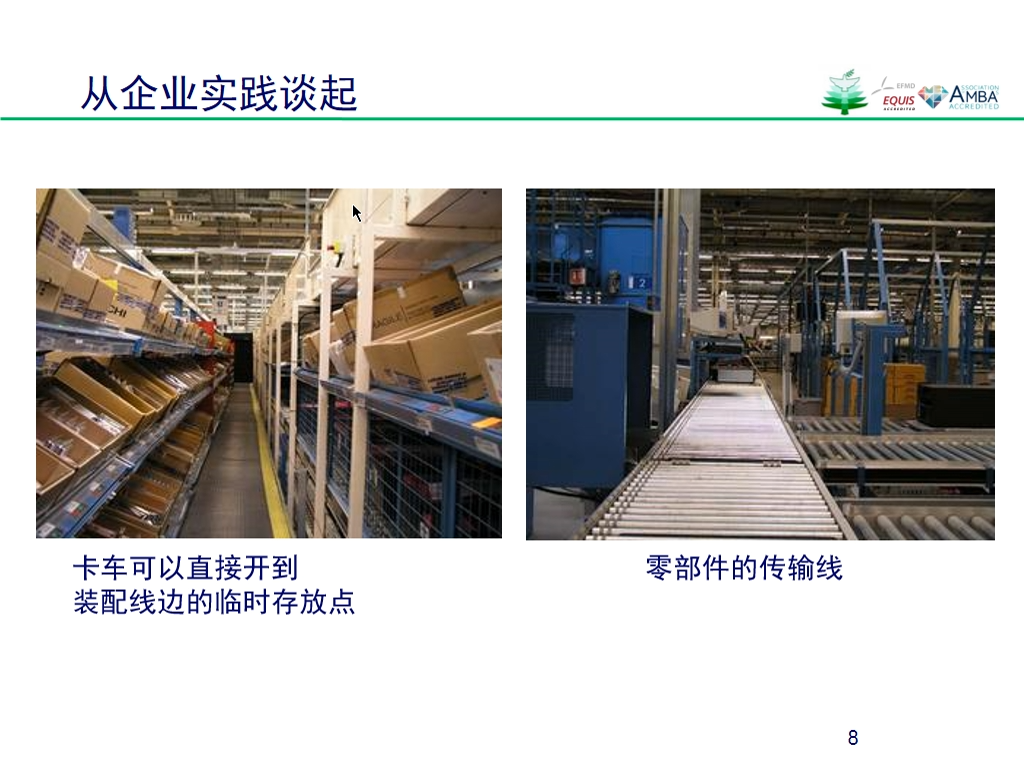 从企业实践谈起
EFMD
EQUIS
ACCREDITED
ASSOCIATION
AMBA
ACCREDITED
FRAGILE
2
卡车可以直接开到
装配线边的临时存放点
零部件的传输线
8